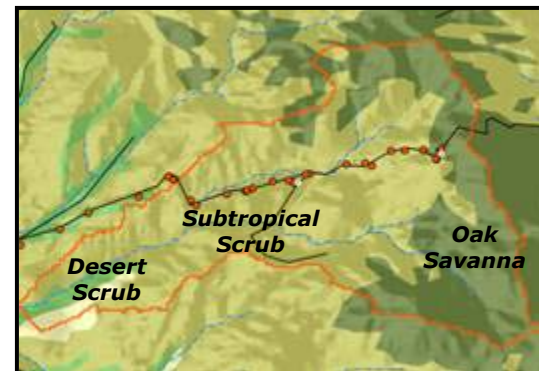 Subtropical
Scrub
Desert
Scrub
Oak
Savanna